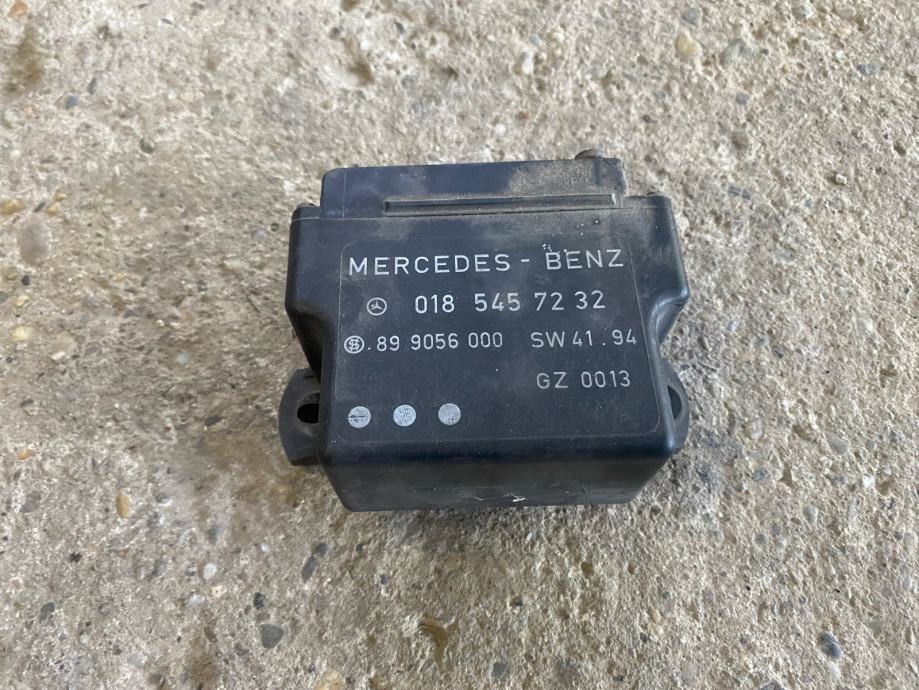 MERCEDES - BENZ
018 545 72 32
.89 9056 000 SW 41.94
GZ 0013